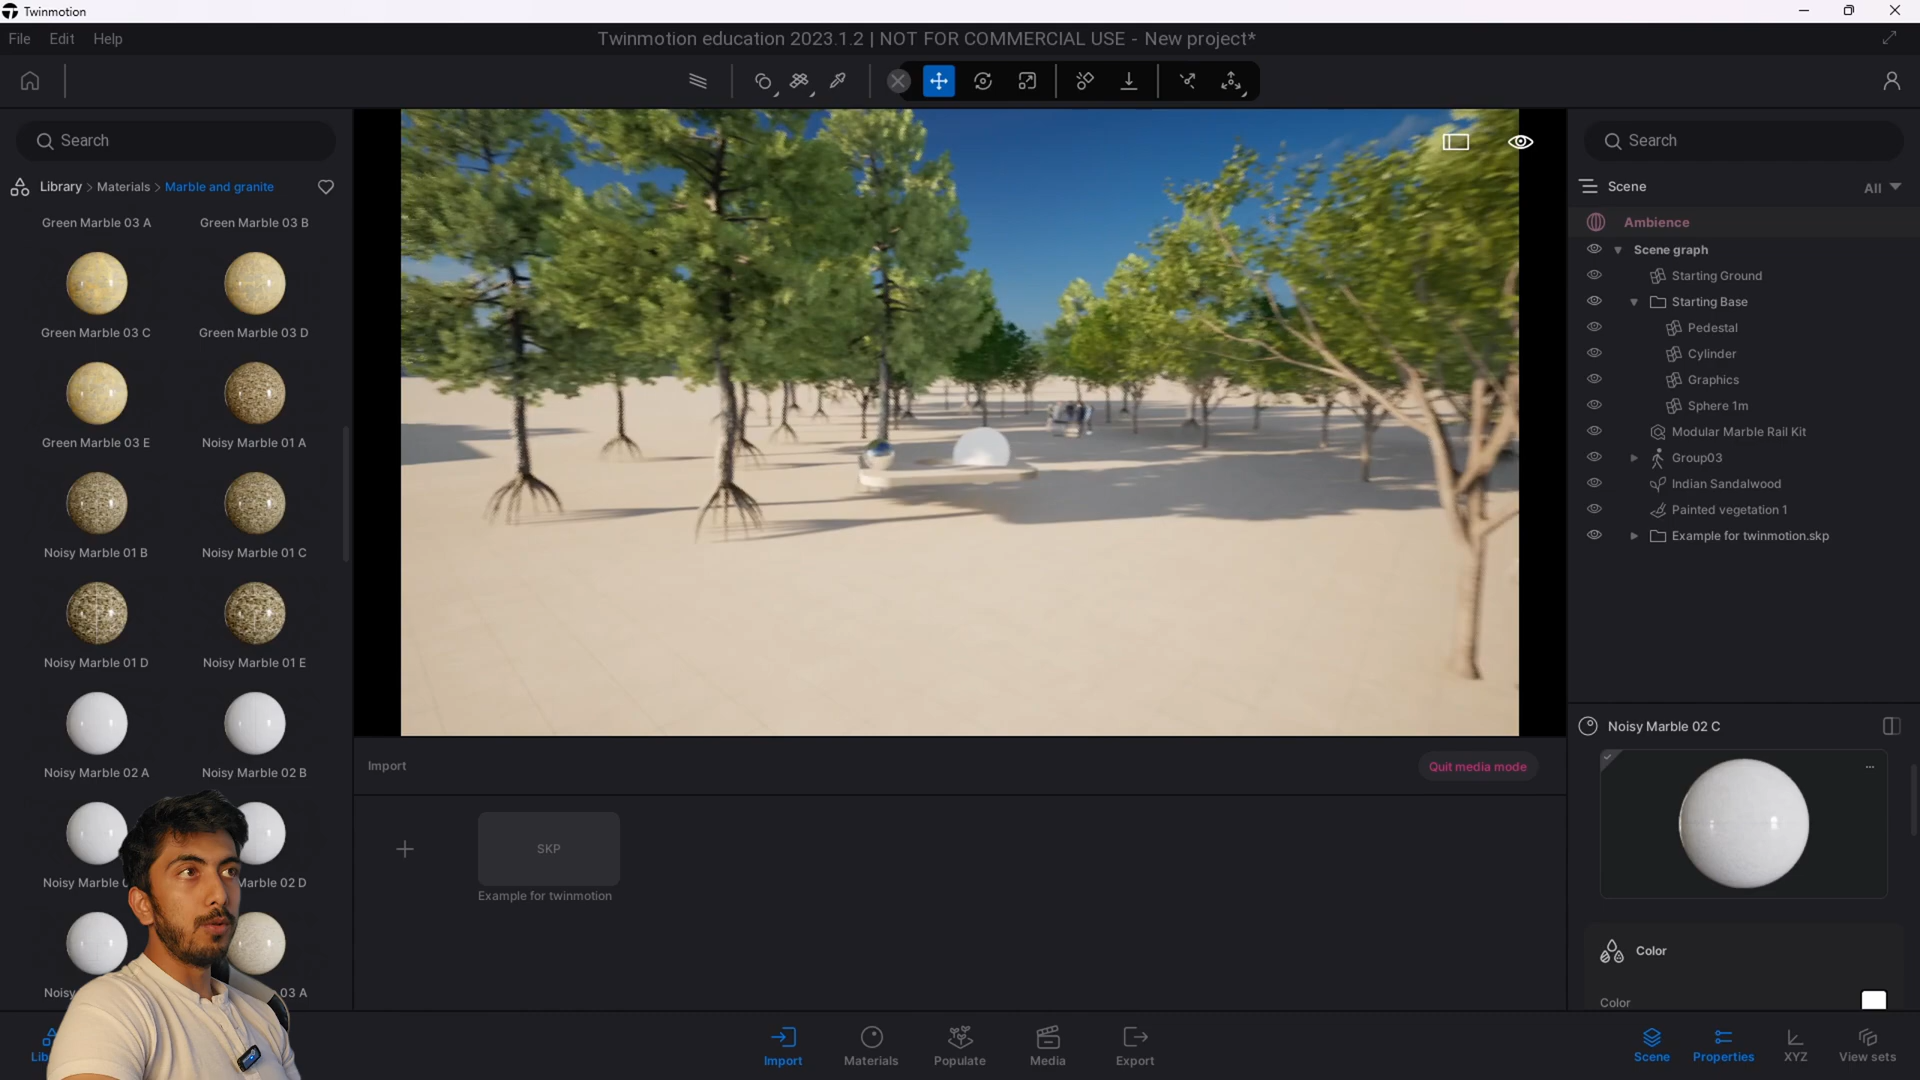 Twinmotion
File Edit Help
Twinmotion education 2023.1.2 | NOT FOR COMMERCIAL USE - New project*
Search
Library > Materials > Marble and granite
Green Marble 03 A
Green Marble 03 B
Green Marble 03 C
Green Marble 03 D
Green Marble 03 E
Noisy Marble 01 A
Noisy Marble 01 B
Noisy Marble 01 C
Noisy Marble 01 D
Noisy Marble 01 E
Noisy Marble 02 A
Noisy Marble 02 B
Noisy Marble
Marble 02 D
03 A
Import
Quit media mode
SKP
Example for twinmotion
Import
Materials
Populate
Media
Export
Search
Scene
All
Ambience
Scene graph
Starting Ground
Starting Base
Pedestal
Cylinder
Graphics
Sphere 1m
Modular Marble Rail Kit
Group03
Indian Sandalwood
Painted vegetation 1
Example for twinmotion.skp
Noisy Marble 02 C
...
Color
Color
Scene
Properties
XYZ
View sets